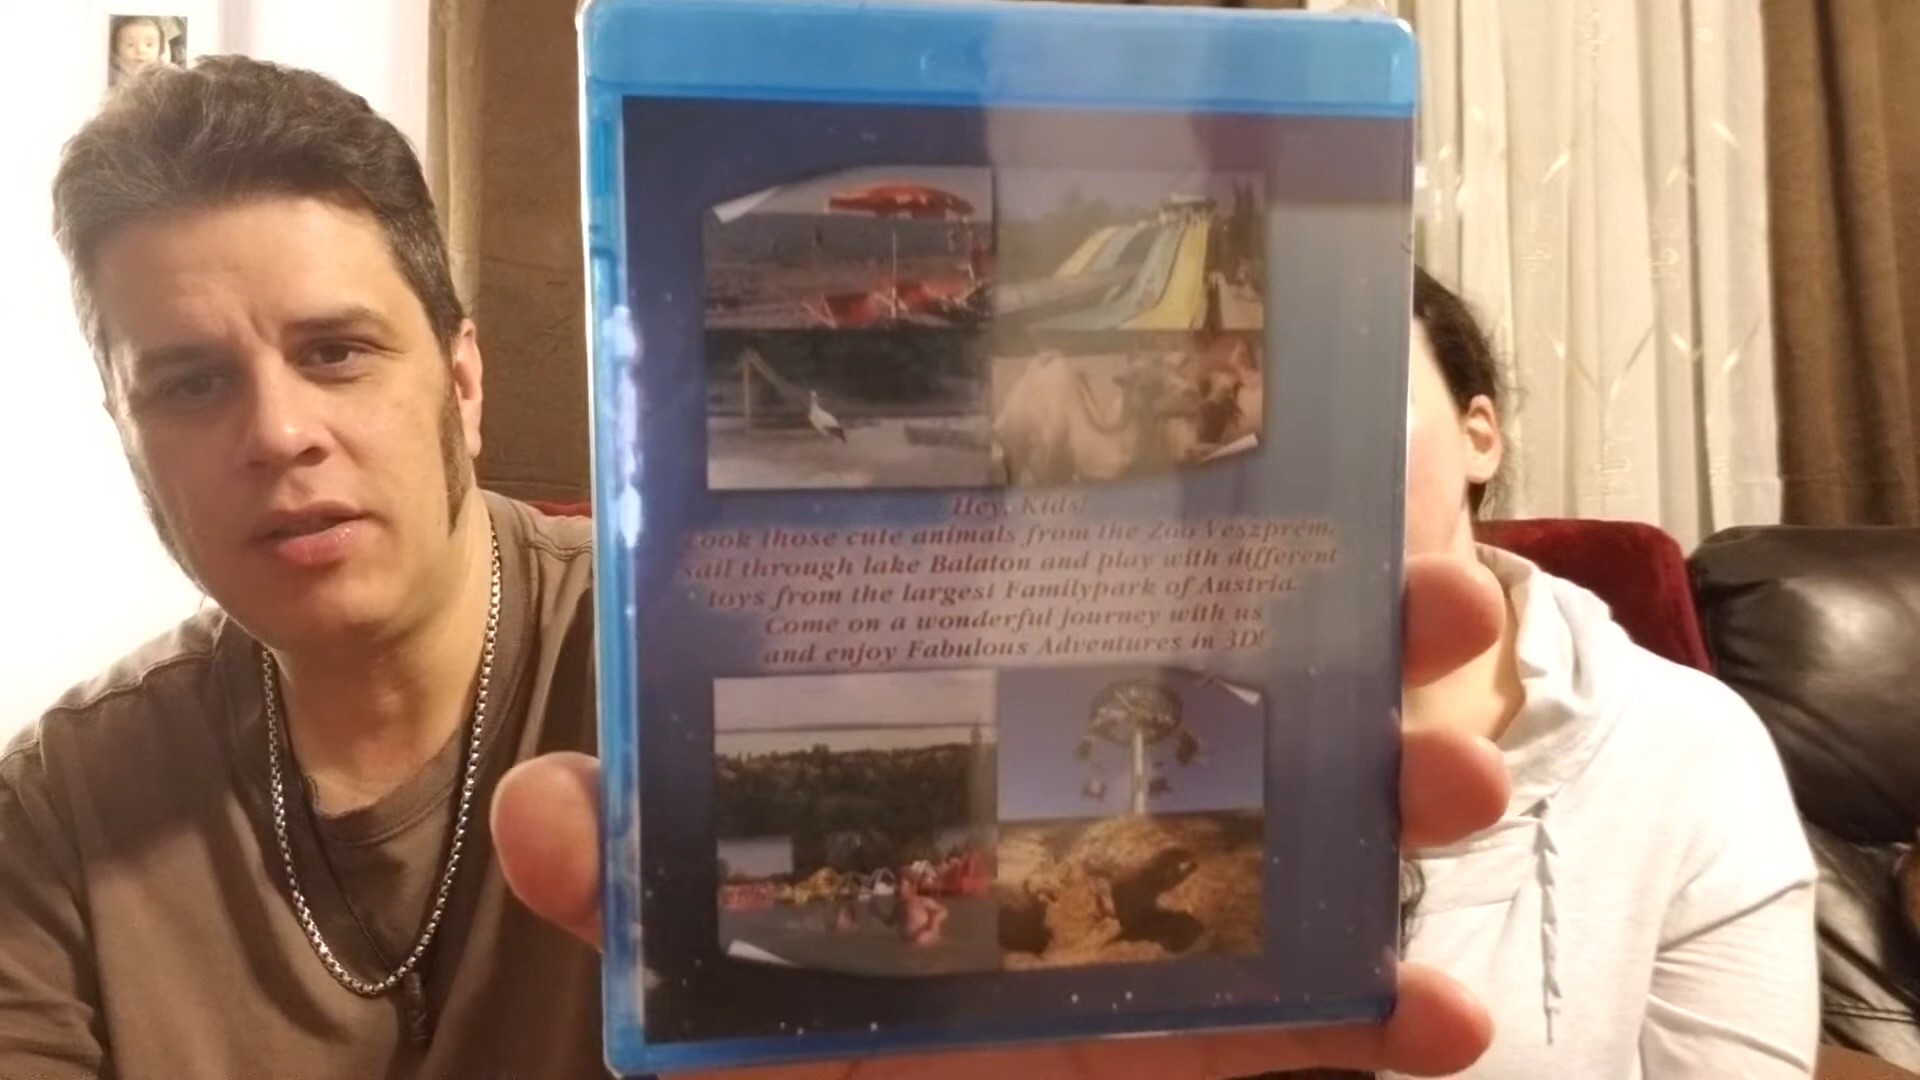 Hey, Kids!
Look those cute animals from the Zoo Veszprém,
sail through lake Balaton and play with different
toys from the largest Familypark of Austria...
Come on a wonderful journey with us
and enjoy Fabulous Adventures in 3D!